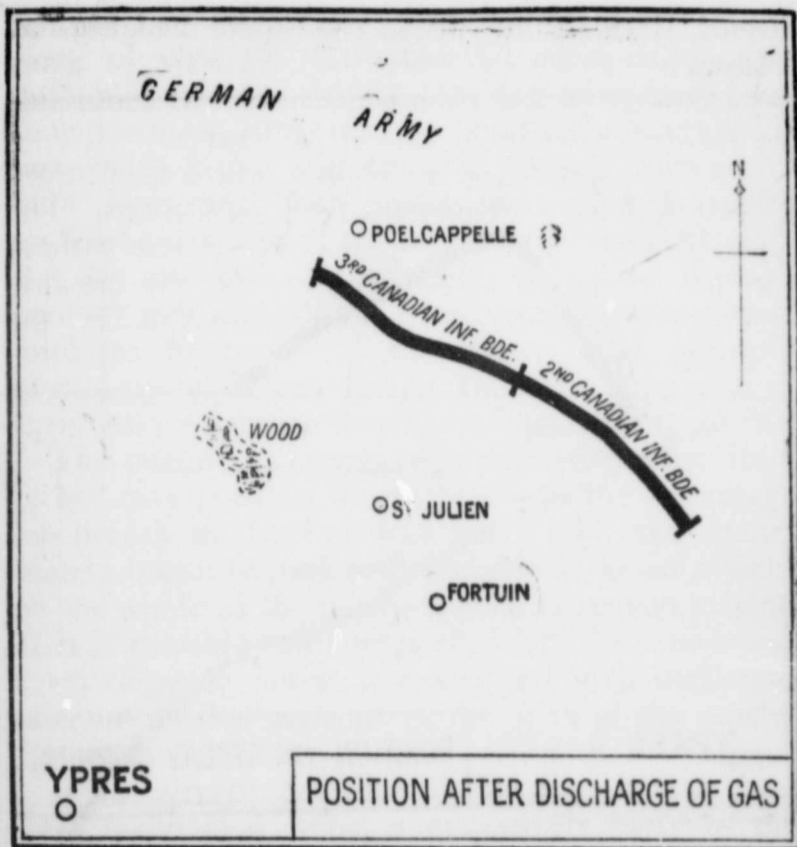 GERMAN ARMY
N
POELCAPPELLE
3RD CANADIAN INF. BDE.
2ND CANADIAN INF. BDE
WOOD
ST JULIEN
FORTUIN
YPRES
POSITION AFTER DISCHARGE OF GAS